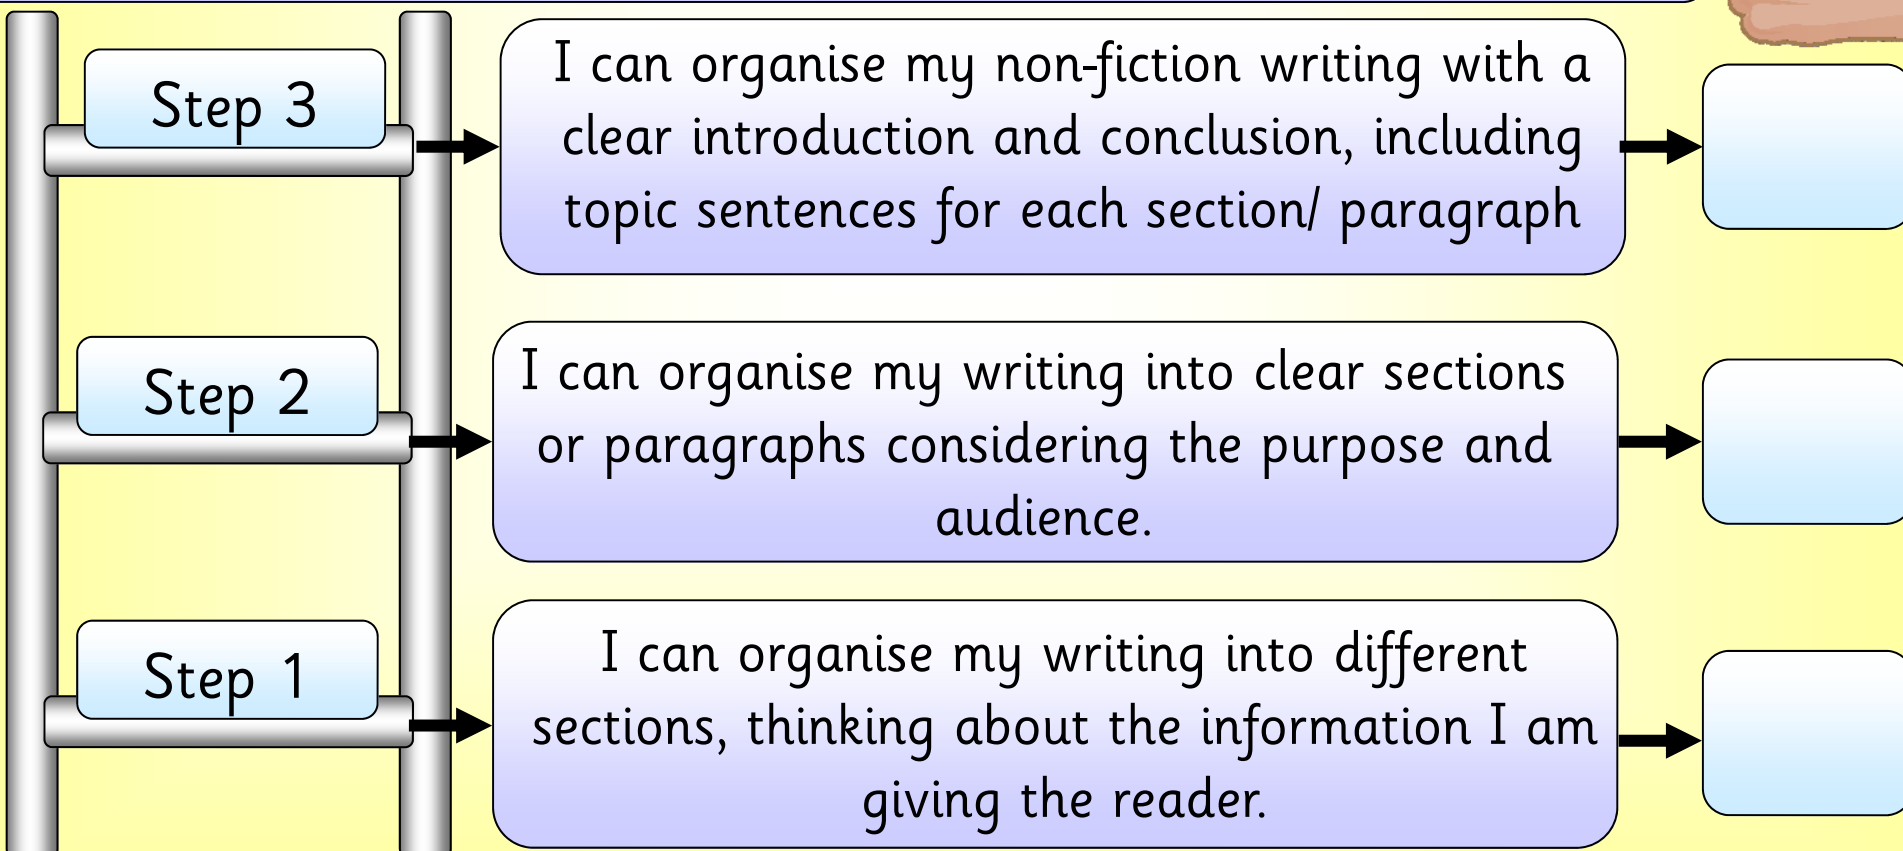 Step 3
I can organise my non-fiction writing with a
clear introduction and conclusion, including
topic sentences for each section/ paragraph
Step 2
I can organise my writing into clear sections
or paragraphs considering the purpose and
audience.
Step 1
I can organise my writing into different
sections, thinking about the information I am
giving the reader.